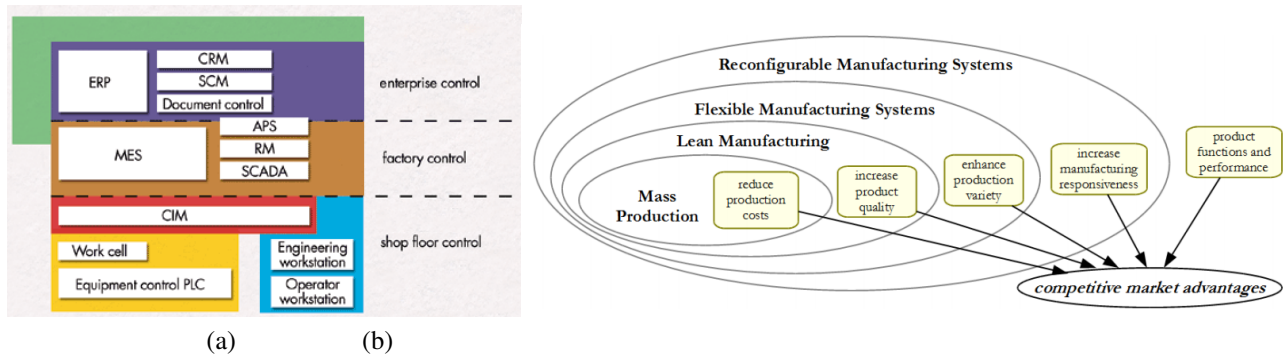 ERP
CRM
SCM
Document control
enterprise control
MES
APS
RM
SCADA
factory control
CIM
shop floor control
Work cell
Equipment control PLC
Engineering
workstation
Operator
workstation
Reconfigurable Manufacturing Systems
Flexible Manufacturing Systems
Lean Manufacturing
Mass
Production
reduce
production
costs
increase
product
quality
enhance
production
variety
increase
manufacturing
responsiveness
product
functions and
performance
competitive market advantages
(a)
(b)